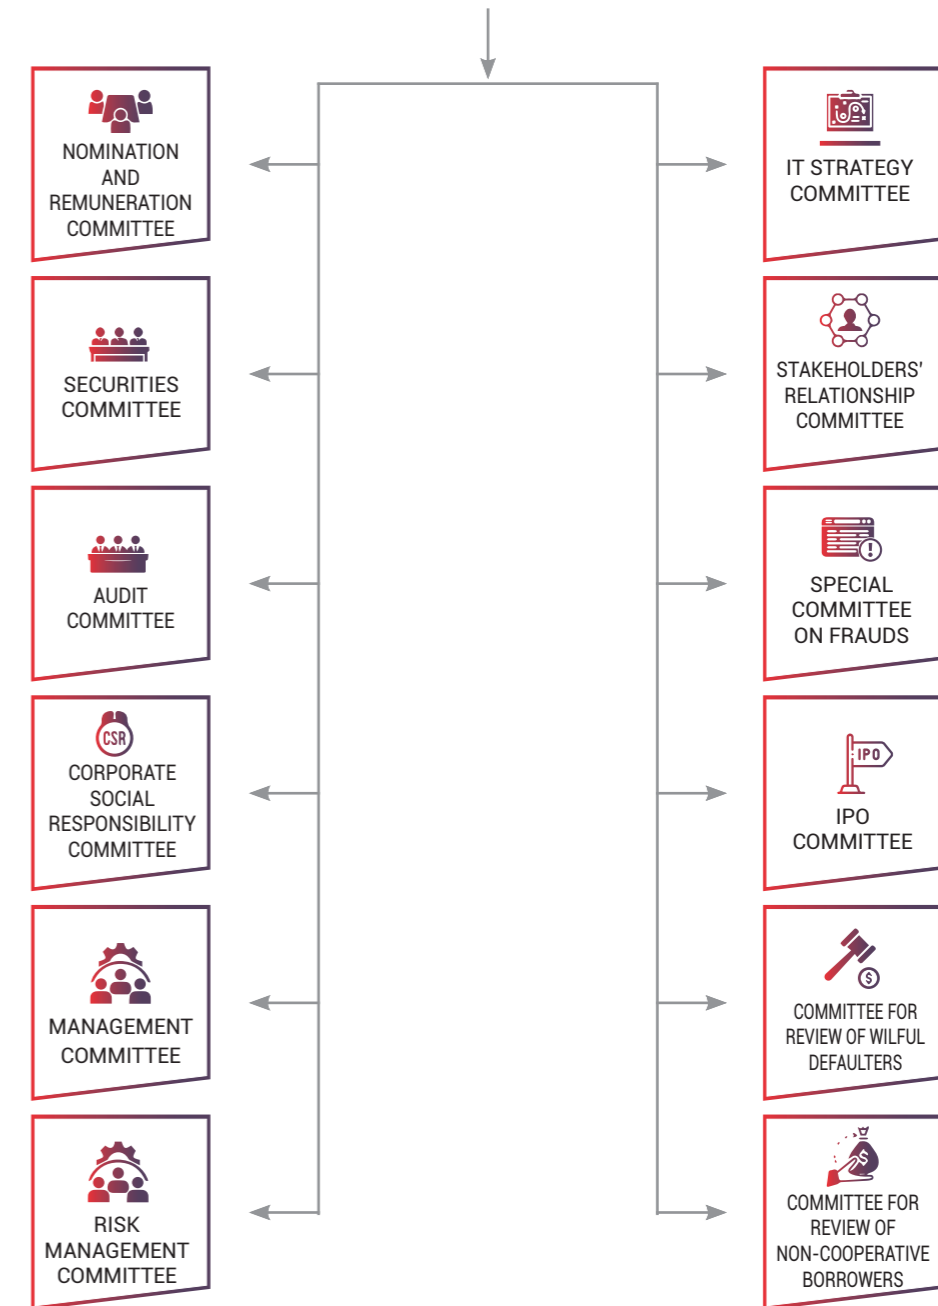 NOMINATION
AND
REMUNERATION
COMMITTEE
IT STRATEGY
COMMITTEE
SECURITIES
COMMITTEE
STAKEHOLDERS'
RELATIONSHIP
COMMITTEE
AUDIT
COMMITTEE
SPECIAL
COMMITTEE
ON FRAUDS
CSR
CORPORATE
SOCIAL
RESPONSIBILITY
COMMITTEE
IPO
IPO
COMMITTEE
MANAGEMENT
COMMITTEE
$
COMMITTEE FOR
REVIEW OF WILFUL
DEFAULTERS
RISK
MANAGEMENT
COMMITTEE
$
COMMITTEE FOR
REVIEW OF
NON-COOPERATIVE
BORROWERS